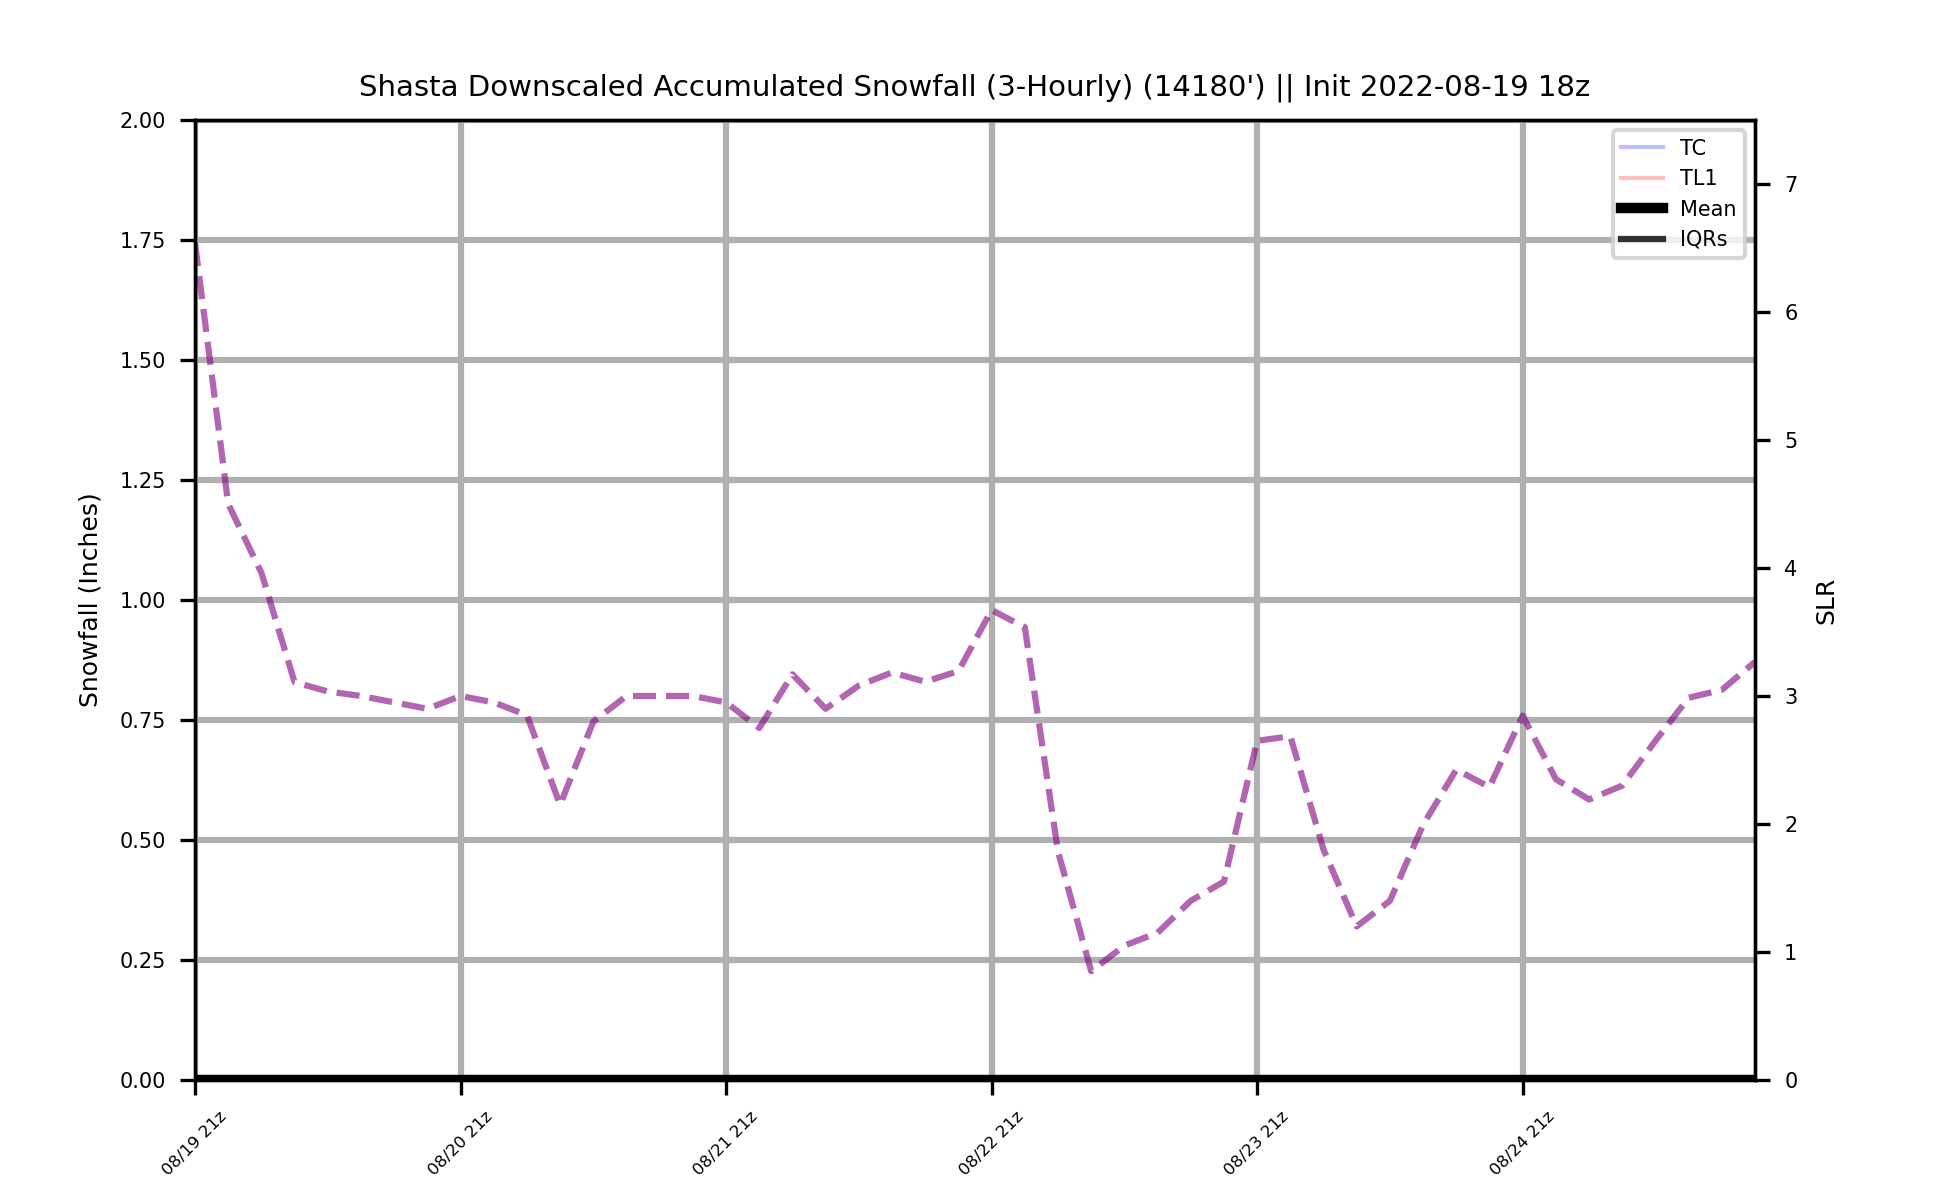 Shasta Downscaled Accumulated Snowfall (3-Hourly) (14180') || Init 2022-08-19 18z
2.00
1.75
1.50
1.25
1.00
0.75
0.50
0.25
0.00
Snowfall (Inches)
TC
TL1
Mean
IQRs
7
6
5
4
3
2
1
0
SLR
08/19 21z
08/20 21z
08/21 21z
08/22 21z
08/23 21z
08/24 21z